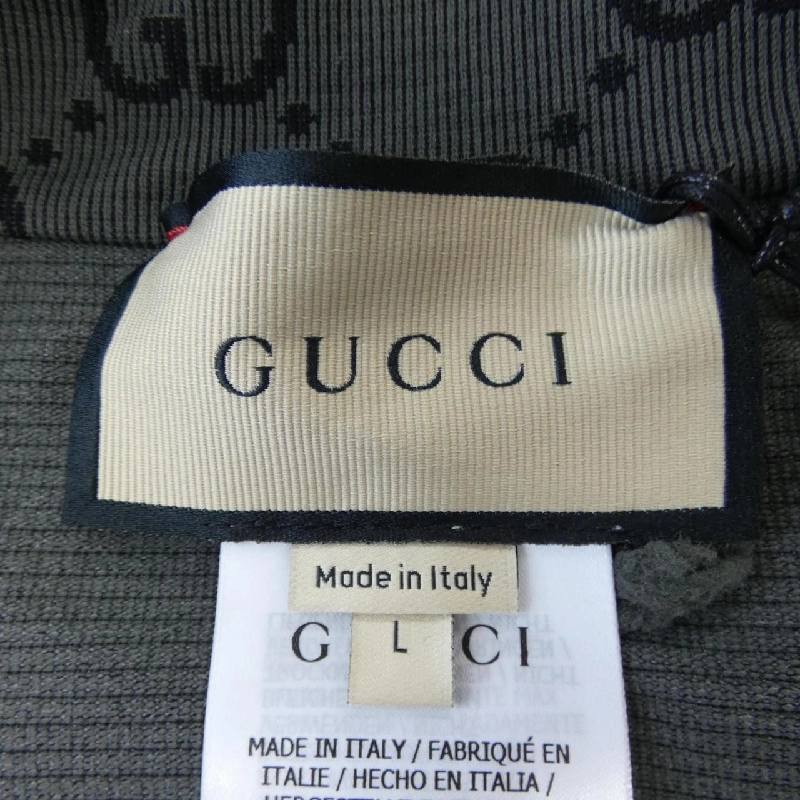 GUCCI
Made in Italy
G L CI
MADE IN ITALY / FABRIQUÉ EN
ITALIE / HECHO EN ITALIA /